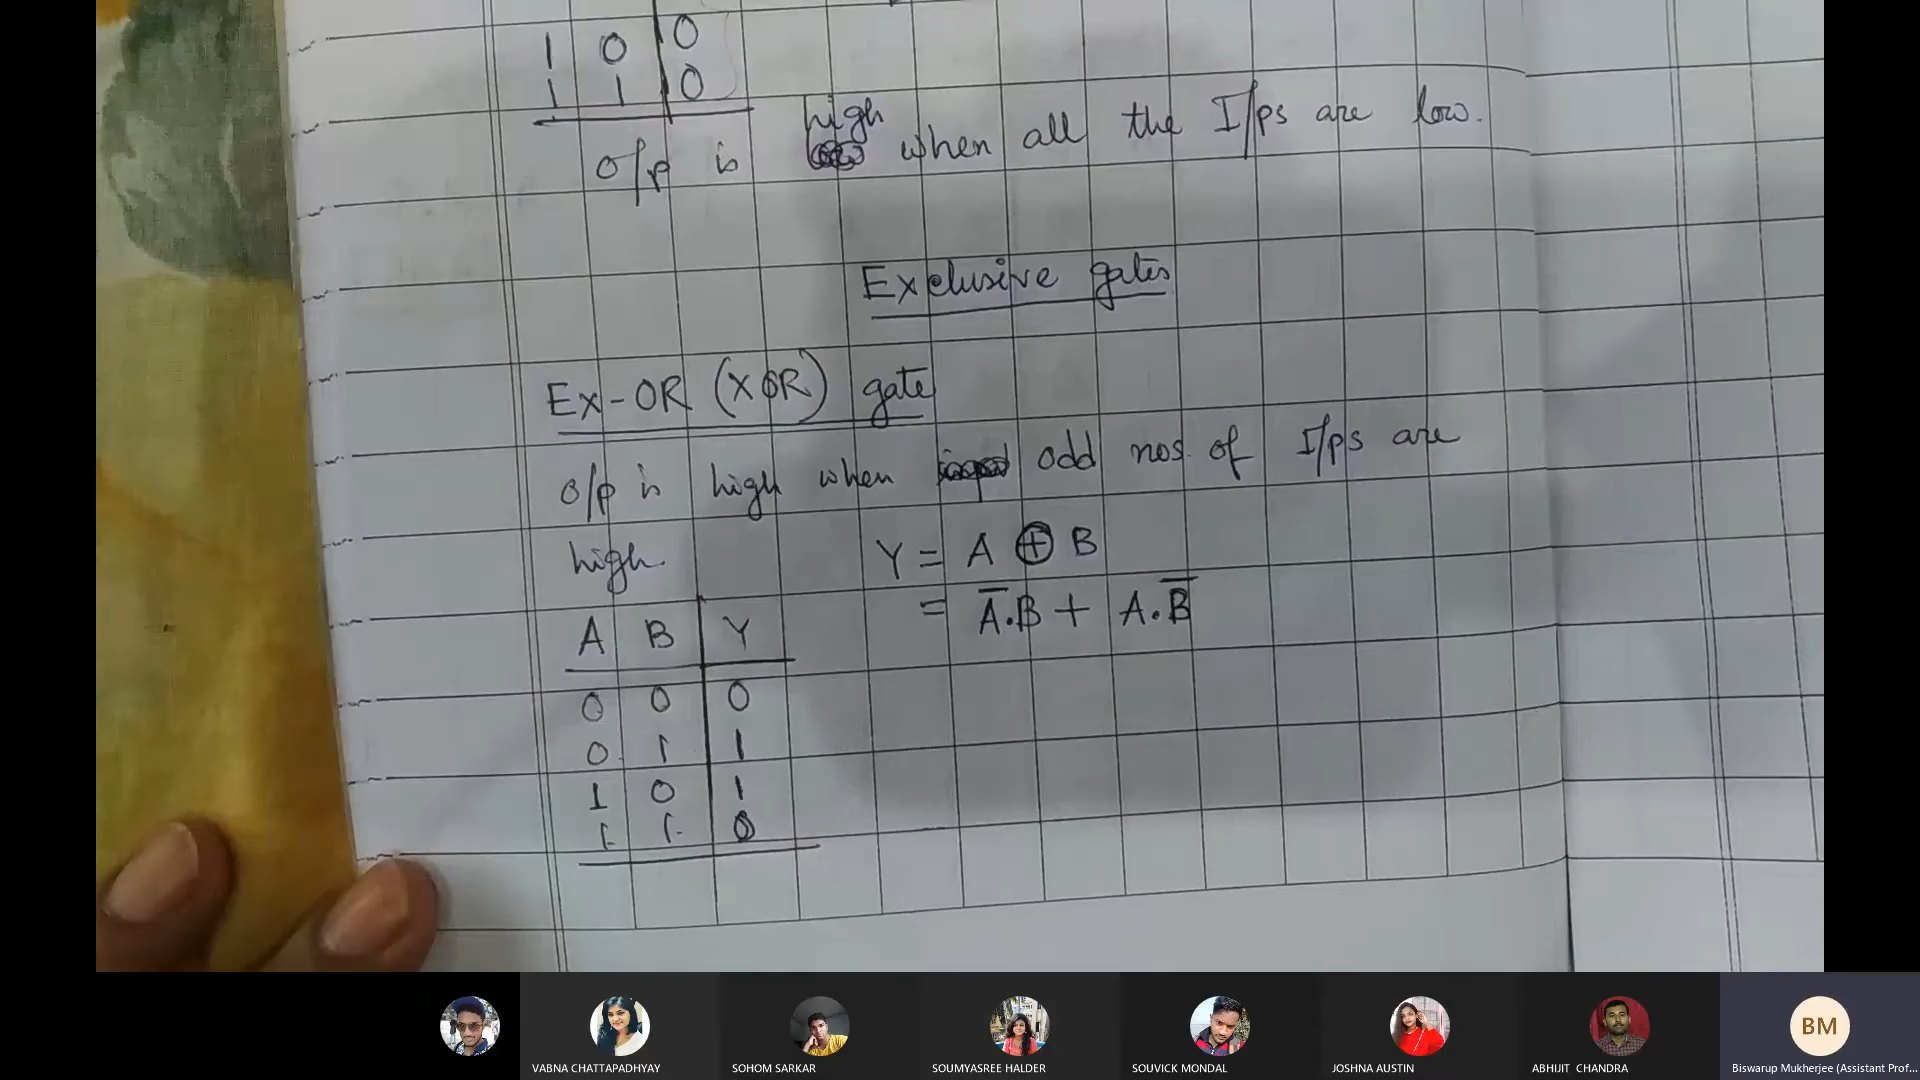 1 0 0
1 1 0
o/p is high when all the I/ps are low.
Exclusive gates
Ex-OR (XOR) gate
o/p is high when odd nos. of I/ps are
high.
Y = A ⊕ B
= A̅.B + A.B̅
A B Y
0 0 0
0 1 1
1 0 1
1 1 0
VABNA CHATTAPADHYAY
SOHOM SARKAR
SOUMYASREE HALDER
SOUVICK MONDAL
JOSHNA AUSTIN
ABHIJIT CHANDRA
BM
Biswarup Mukherjee (Assistant Prof...